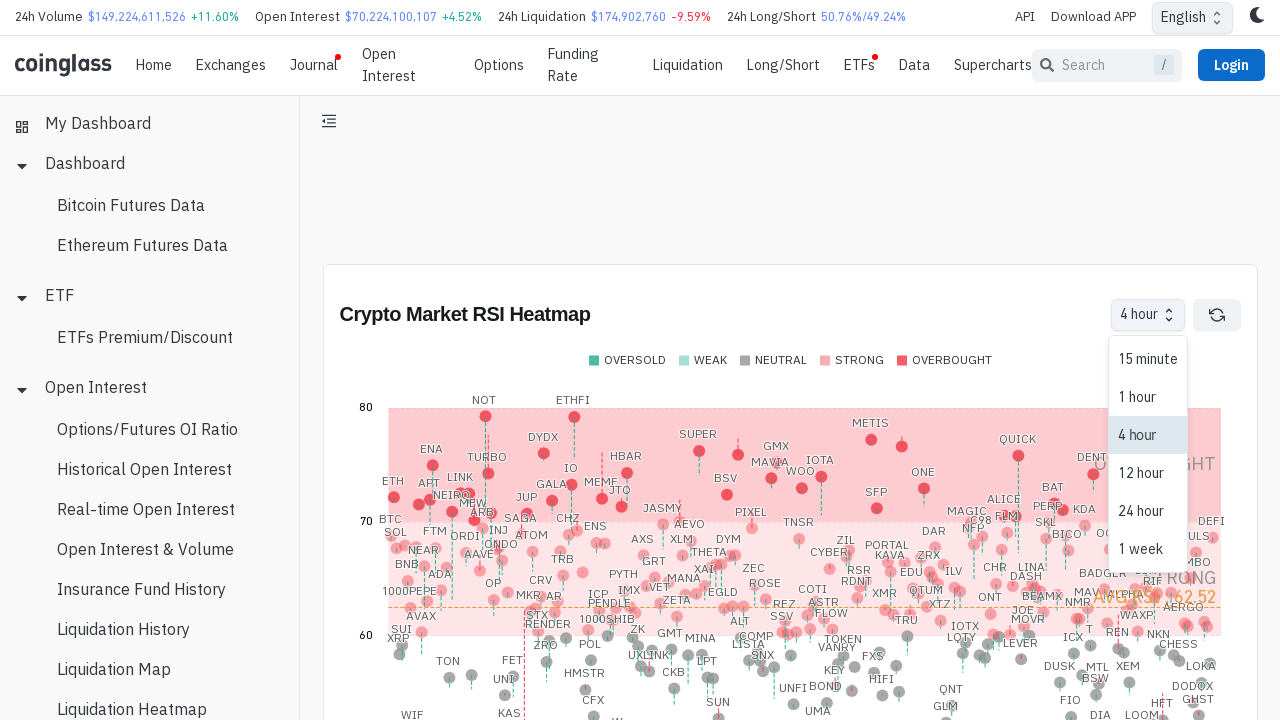 24h Volume $149,224,611,526 +11.60% Open Interest $70,224,100,107 +4.52% 24h Liquidation $174,902,760 -9.59% 24h Long/Short 50.76%/49.24% API Download APP English
coinglass Home Exchanges Journal Open Interest Options Funding Rate Liquidation Long/Short ETFs Data Supercharts Search / Login
My Dashboard
Dashboard
Bitcoin Futures Data
Ethereum Futures Data
ETF
ETFs Premium/Discount
Open Interest
Options/Futures OI Ratio
Historical Open Interest
Real-time Open Interest
Open Interest & Volume
Insurance Fund History
Liquidation History
Liquidation Map
Liquidation Heatmap
Crypto Market RSI Heatmap
4 hour
15 minute
1 hour
4 hour
12 hour
24 hour
1 week
OVERSOLD WEAK NEUTRAL STRONG OVERBOUGHT
80
NOT ETHFI
METIS
SUPER
DYDX
QUICK
ENA
GMX
TURBO HBAR MAVIA IOTA DENT
IO
WOO
ONE
ETH APT LINK GALA MEME BSV
JTO SFP BAT
NEIRO JUP ALICE
MEW PERP KDA
ARB JASMY PIXEL MAGIC
70
BTC SAGA CHZ AEVO TNSR C98 FLM SKL DEFI
SOL FTM ORDI INJ ATOM ENS AXS XLM DYM ZIL DAR NFP BICO
NEAR AAVE ONDO TRB GRT THETA CYBER PORTAL KAVA ZRX
BNB ADA PYTH XAI ZEC RSR EDU ILV CHR LINA
1000PEPE OP CRV IMX VET MANA ROSE RDNT QTUM DASH BADGER RIF
AVAX MKR ICP PENDLE ZETA EGLD COTI XMR XTZ ONT BEAMX NMR
AVG RSI : 62.52
SUI STX RENDER 1000SHIB ALT REZ ASTR FLOW TRU IOTX JOE MOVR WAXP AERGO
SSV
60
XRP ZRO POL ZK GMT MINA COMP TOKEN LOTY LEVER ICX REN NKN
TON FET HMSTR LPT LISTA VANRY FXS DUSK MTL XEM CHESS
UNI CKB SNX KEY BSW LOKA
CFX SUN UNFI BOND HIFI QNT FIO DODOX
WIF KAS UMA GLM DIA LOOM HFT GHST